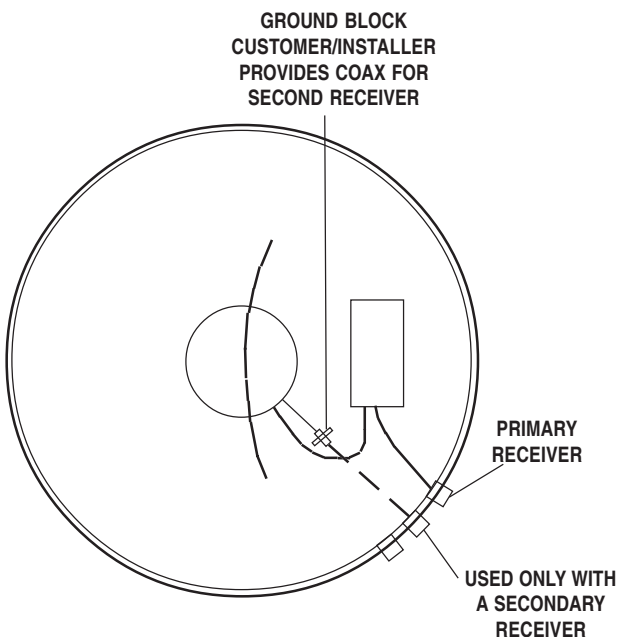 GROUND BLOCK
CUSTOMER/INSTALLER
PROVIDES COAX FOR
SECOND RECEIVER
PRIMARY
RECEIVER
USED ONLY WITH
A SECONDARY
RECEIVER